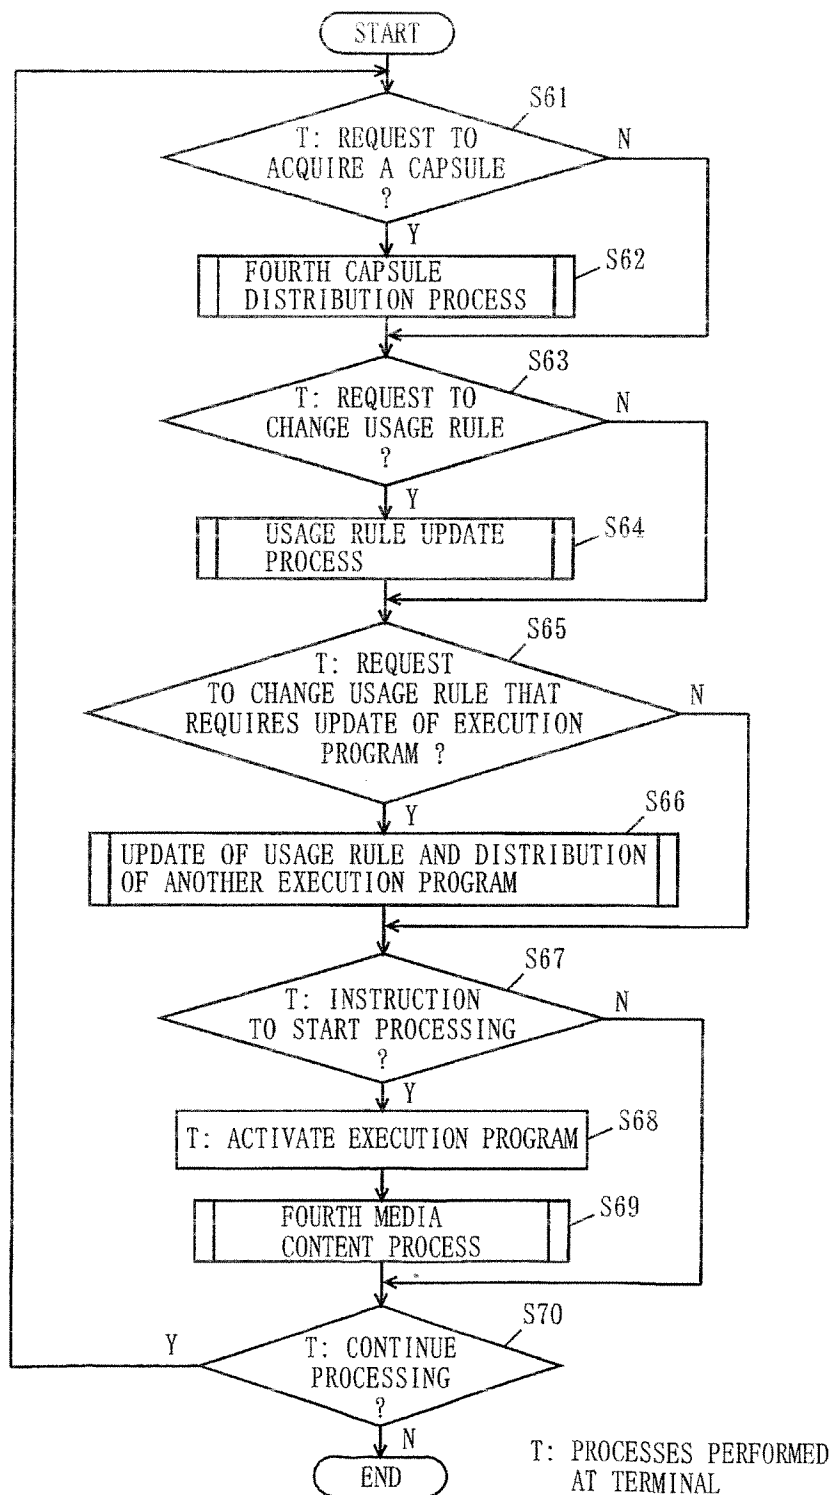 START
S61
T: REQUEST TO
ACQUIRE A CAPSULE
?
N
Y
S62
FOURTH CAPSULE
DISTRIBUTION PROCESS
S63
T: REQUEST TO
CHANGE USAGE RULE
?
N
Y
S64
USAGE RULE UPDATE
PROCESS
S65
T: REQUEST
TO CHANGE USAGE RULE THAT
REQUIRES UPDATE OF EXECUTION
PROGRAM ?
N
Y
S66
UPDATE OF USAGE RULE AND DISTRIBUTION
OF ANOTHER EXECUTION PROGRAM
S67
T: INSTRUCTION
TO START PROCESSING
?
N
Y
S68
T: ACTIVATE EXECUTION PROGRAM
S69
FOURTH MEDIA
CONTENT PROCESS
S70
Y
T: CONTINUE
PROCESSING
?
N
END
T: PROCESSES PERFORMED
AT TERMINAL